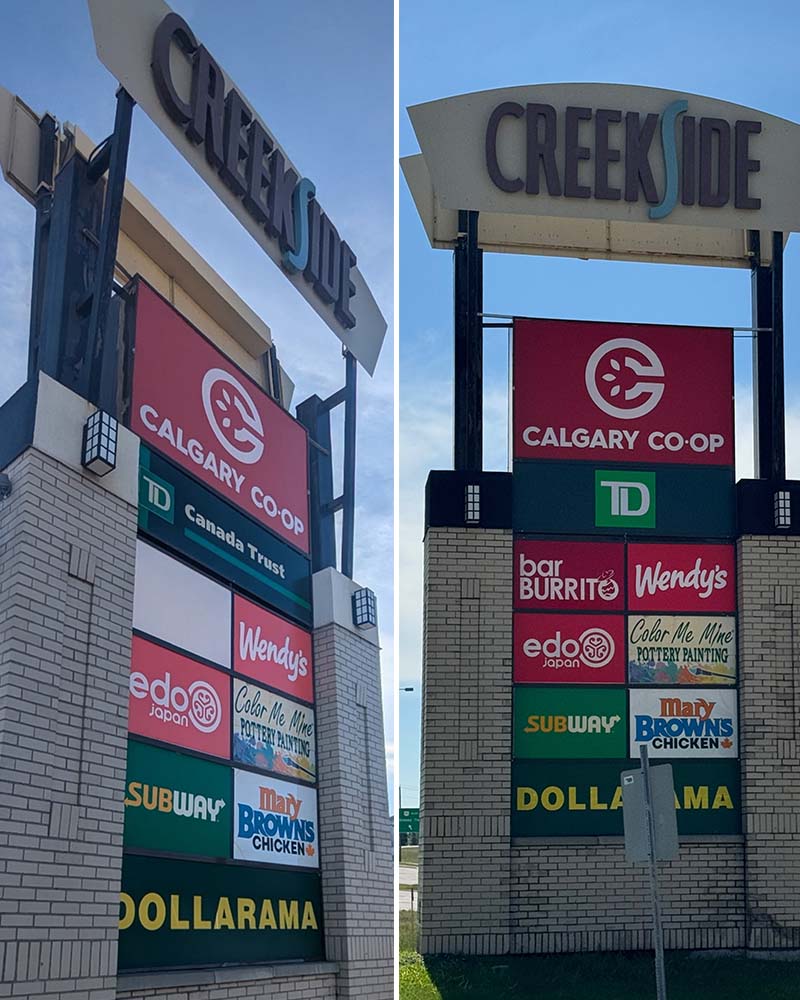 CREEKSIDE
CALGARY CO·OP
TD Canada Trust
Wendy's
edo
japan
Color Me Mine
POTTERY PAINTING
SUBWAY
Mary
BROWN'S
CHICKEN
DOLLARAMA
CREEKSIDE
CALGARY CO·OP
TD
bar
BURRITO
Wendy's
edo
japan
Color Me Mine
POTTERY PAINTING
SUBWAY
Mary
BROWN'S
CHICKEN
DOLLARAMA